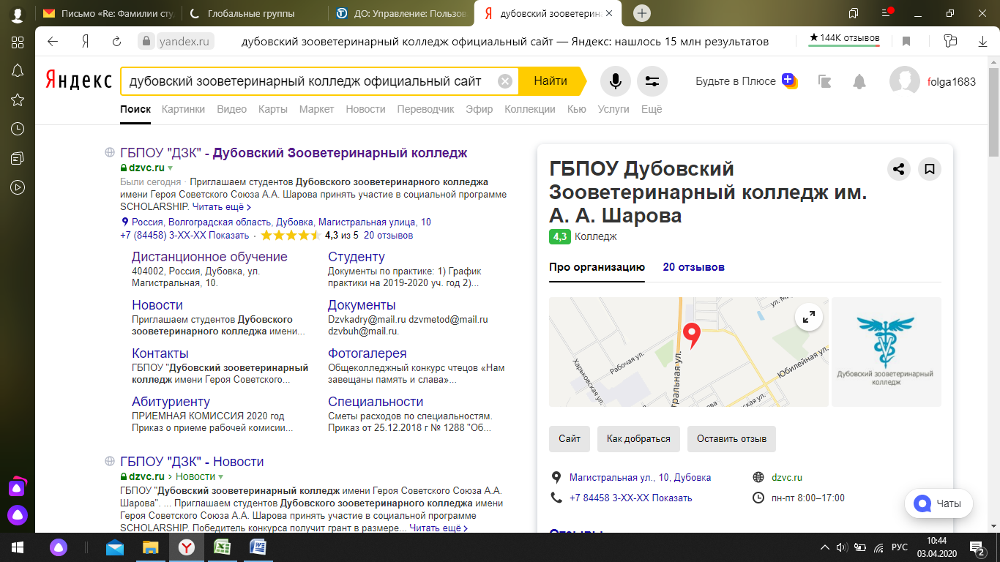 Письмо «Re: Фамилии сту
Глобальные группы
ДО: Управление: Пользов
дубовский зооветерин
yandex.ru
дубовский зооветеринарный колледж официальный сайт — Яндекс: нашлось 15 млн результатов
★ 144K отзывов
Яндекс
дубовский зооветеринарный колледж официальный сайт
Найти
Будьте в Плюсе
folga1683
Поиск Картинки Видео Карты Маркет Новости Переводчик Эфир Коллекции Кью Услуги Ещё
ГБПОУ "ДЗК" - Дубовский Зооветеринарный колледж
dzvc.ru
Были сегодня · Приглашаем студентов Дубовского зооветеринарного колледжа
имени Героя Советского Союза А.А. Шарова принять участие в социальной программе
SCHOLARSHIP. Читать ещё >
Россия, Волгоградская область, Дубовка, Магистральная улица, 10
+7 (84458) 3-XX-XX Показать · 4,3 из 5 20 отзывов
Дистанционное обучение
404002, Россия, Дубовка, ул.
Магистральная, 10.
Студенту
Документы по практике: 1) График
практики на 2019-2020 уч. год 2)...
Новости
Приглашаем студентов Дубовского
зооветеринарного колледжа имени...
Документы
Dzvkadry@mail.ru dzvmetod@mail.ru
dzvbuh@mail.ru.
Контакты
ГБПОУ "Дубовский зооветеринарный
колледж имени Героя Советского...
Фотогалерея
Общеколледжный конкурс чтецов «Нам
завещаны память и слава»...
Абитуриенту
ПРИЕМНАЯ КОМИССИЯ 2020 год
Приказ о приеме рабочей комисии...
Специальности
Сметы расходов по специальностям.
Приказ от 25.12.2018 г № 1288 "Об...
ГБПОУ "ДЗК" - Новости
dzvc.ru › Новости
ГБПОУ "Дубовский зооветеринарный колледж имени Героя Советского Союза А.А.
Шарова". ... Приглашаем студентов Дубовского зооветеринарного колледжа имени
Героя Советского Союза А.А. Шарова принять участие в социальной программе
SCHOLARSHIP. Победитель конкурса получит грант в размере... Читать ещё >
ГБПОУ Дубовский
Зооветеринарный колледж им.
А. А. Шарова
4,3 Колледж
Про организацию 20 отзывов
ул. М
Харьковская ул.
Рабочая ул.
тральная ул.
Юбилейная ул.
ова
ская ул.
Дубовский зооветеринарный
колледж
Сайт Как добраться Оставить отзыв
Магистральная ул., 10, Дубовка
dzvc.ru
+7 84458 3-XX-XX Показать
пн-пт 8:00–17:00
Отзывы
Чаты
РУС
10:44
03.04.2020
2